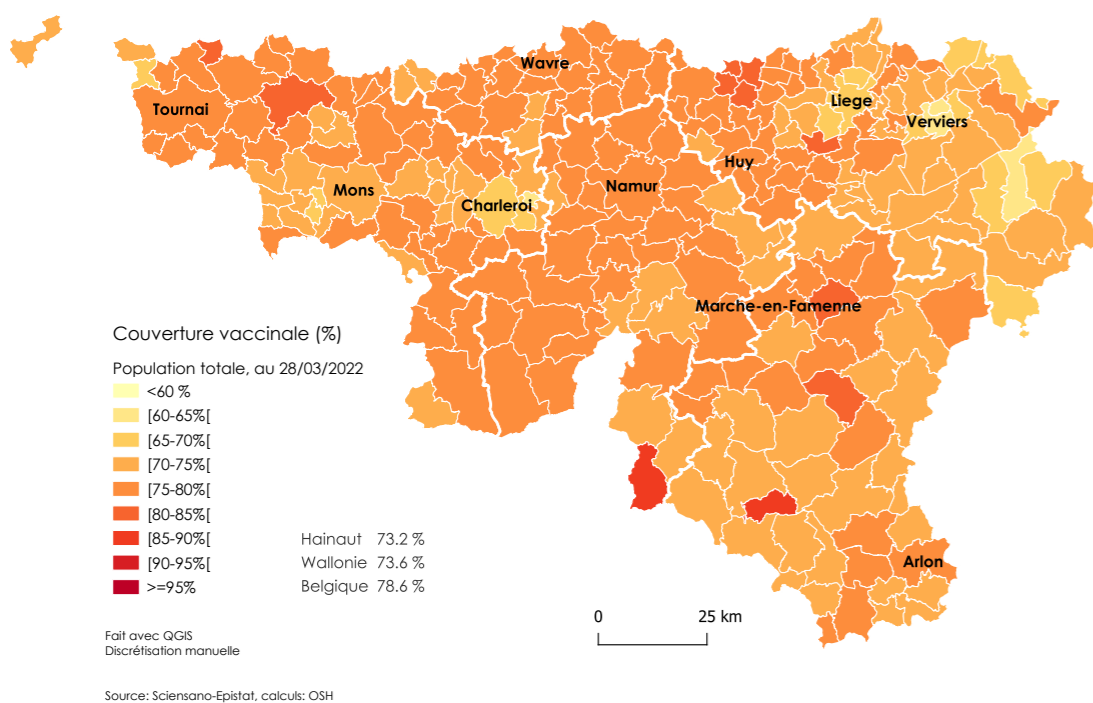 Wavre
Tournai
Liege
Verviers
Huy
Mons
Namur
Charleroi
Marche-en-Famenne
Arlon
Couverture vaccinale (%)
Population totale, au 28/03/2022
<60 %
[60-65%[
[65-70%[
[70-75%[
[75-80%[
[80-85%[
[85-90%[
[90-95%[
>=95%
Hainaut 73.2 %
Wallonie 73.6 %
Belgique 78.6 %
0 25 km
Fait avec QGIS
Discrétisation manuelle
Source: Sciensano-Epistat, calculs: OSH